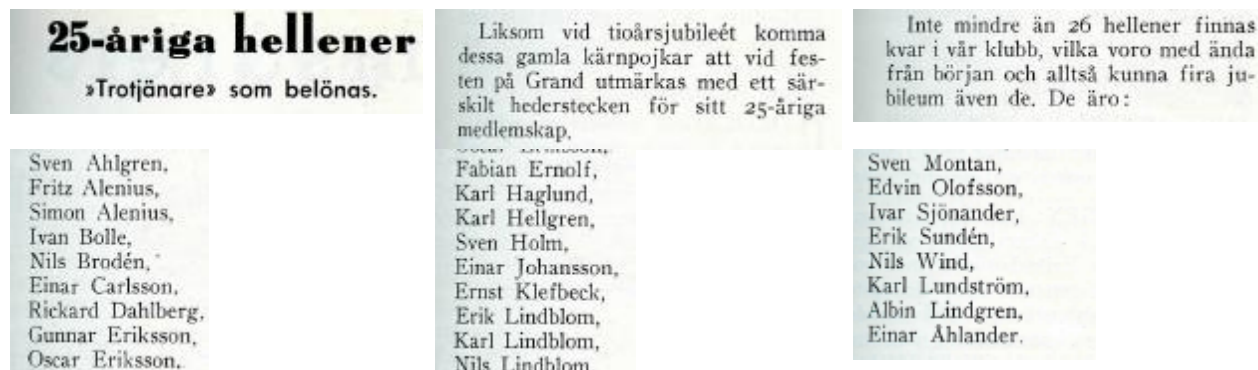 25-åriga hellener
»Trotjänare» som belönas.
Liksom vid tioårsjubileét komma
dessa gamla kärnpojkar att vid fes-
ten på Grand utmärkas med ett sär-
skilt hederstecken för sitt 25-åriga
medlemskap.
Inte mindre än 26 hellener finnas
kvar i vår klubb, vilka voro med ända
från början och alltså kunna fira ju-
bileum även de. De äro:
Sven Ahlgren,
Fritz Alenius,
Simon Alenius,
Ivan Bolle,
Nils Brodén,
Einar Carlsson,
Rickard Dahlberg,
Gunnar Eriksson,
Oscar Eriksson,
Fabian Ernolf,
Karl Haglund,
Karl Hellgren,
Sven Holm,
Einar Johansson,
Ernst Klefbeck,
Erik Lindblom,
Karl Lindblom,
Nils Lindblom
Sven Montan,
Edvin Olofsson,
Ivar Sjönander,
Erik Sundén,
Nils Wind,
Karl Lundström,
Albin Lindgren,
Einar Åhlander.